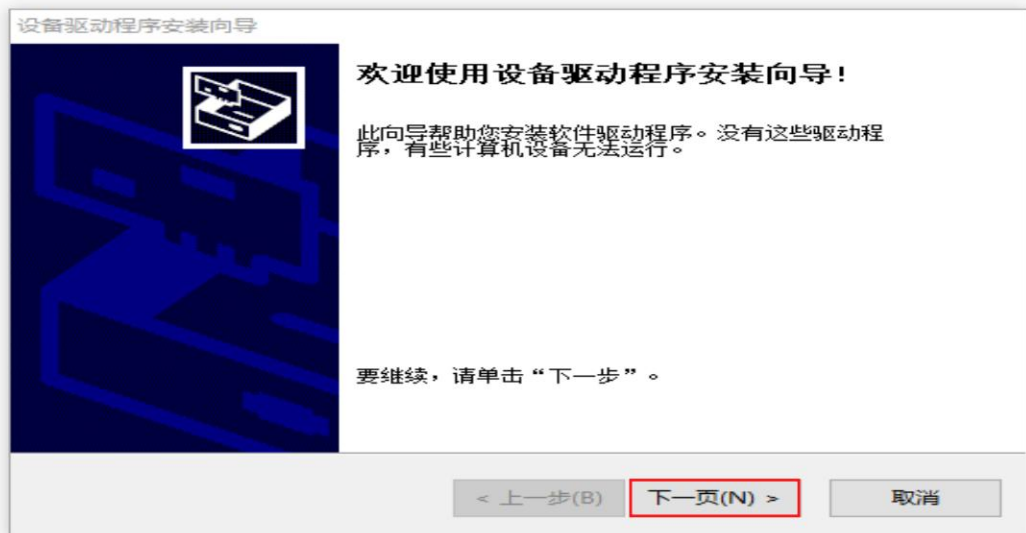 设备驱动程序安装向导
欢迎使用设备驱动程序安装向导!
此向导帮助您安装软件驱动程序。没有这些驱动程
序，有些计算机设备无法运行。
要继续，请单击“下一步”。
< 上一步(B)
下一页(N) >
取消